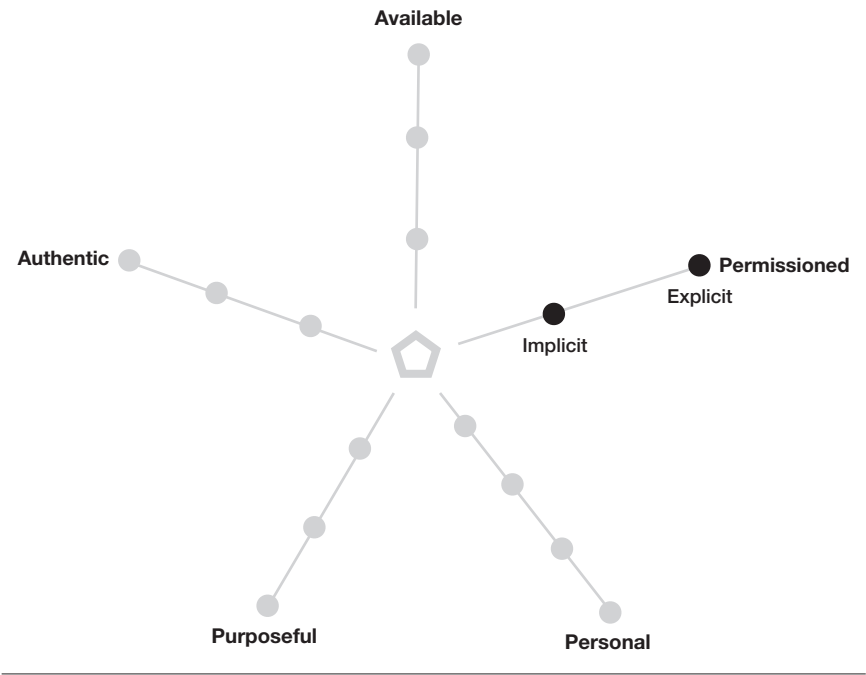 Available
Authentic
Permissioned
Explicit
Implicit
Purposeful
Personal